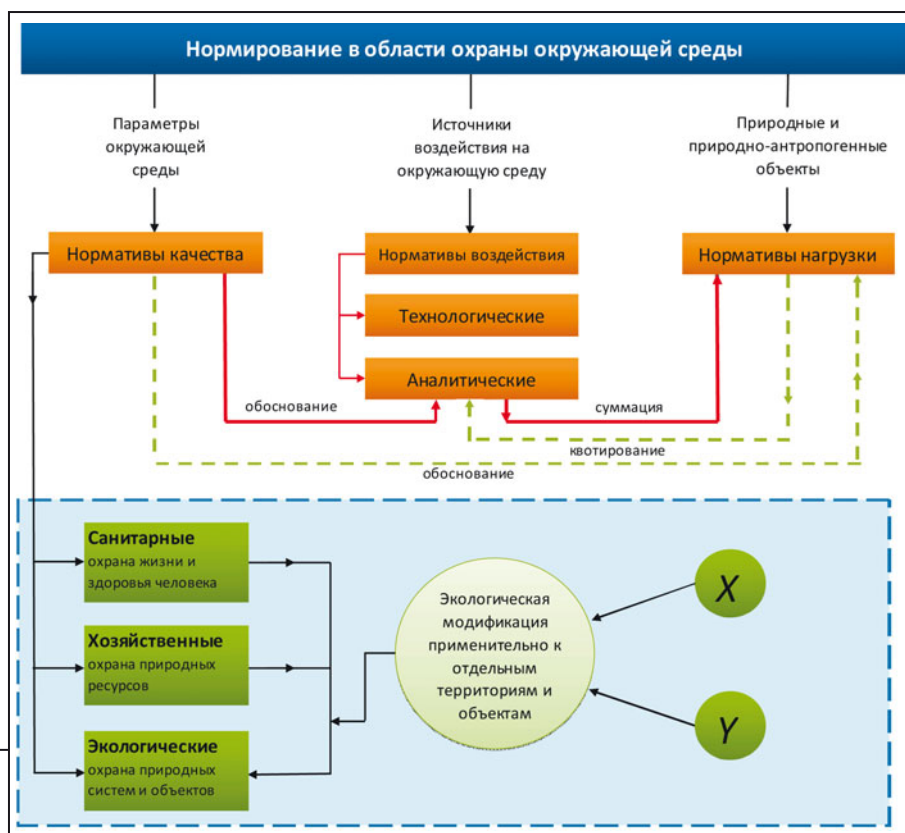 Нормирование в области охраны окружающей среды
Параметры
окружающей
среды
Источники
воздействия на
окружающую среду
Природные и
природно-антропогенные
объекты
Нормативы качества
Нормативы воздействия
Нормативы нагрузки
Технологические
Аналитические
обоснование
суммация
квотирование
обоснование
Санитарные
охрана жизни и
здоровья человека
Хозяйственные
охрана природных
ресурсов
Экологические
охрана природных
систем и объектов
Экологическая
модификация
применительно к
отдельным
территориям и
объектам
X
Y